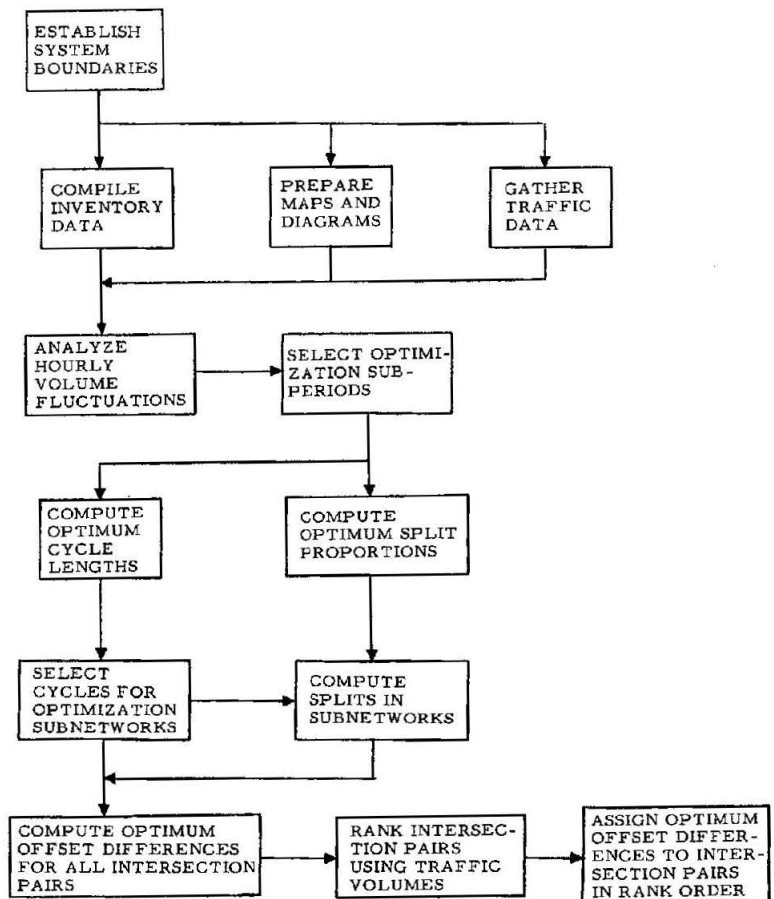 ESTABLISH
SYSTEM
BOUNDARIES
COMPILE
INVENTORY
DATA
PREPARE
MAPS AND
DIAGRAMS
GATHER
TRAFFIC
DATA
ANALYZE
HOURLY
VOLUME
FLUCTUATIONS
SELECT OPTIMI-
ZATION SUB-
PERIODS
COMPUTE
OPTIMUM
CYCLE
LENGTHS
COMPUTE
OPTIMUM SPLIT
PROPORTIONS
SELECT
CYCLES FOR
OPTIMIZATION
SUBNETWORKS
COMPUTE
SPLITS IN
SUBNETWORKS
COMPUTE OPTIMUM
OFFSET DIFFERENCES
FOR ALL INTERSECTION
PAIRS
RANK INTERSEC-
TION PAIRS
USING TRAFFIC
VOLUMES
ASSIGN OPTIMUM
OFFSET DIFFER-
ENCES TO INTER-
SECTION PAIRS
IN RANK ORDER